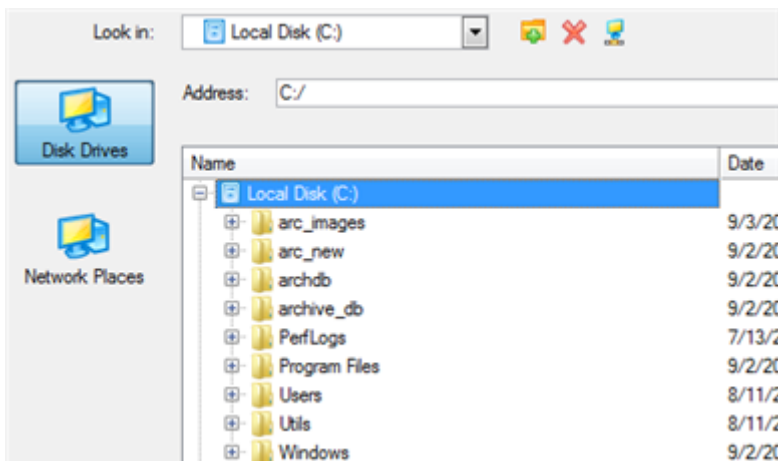 Look in: Local Disk (C:)
Address: C:/
Disk Drives
Network Places
Name Date
Local Disk (C:)
arc_images 9/3/20
arc_new 9/2/20
archdb 9/2/20
archive_db 9/2/20
PerfLogs 7/13/2
Program Files 9/2/20
Users 8/11/2
Utils 8/11/2
Windows 9/2/20